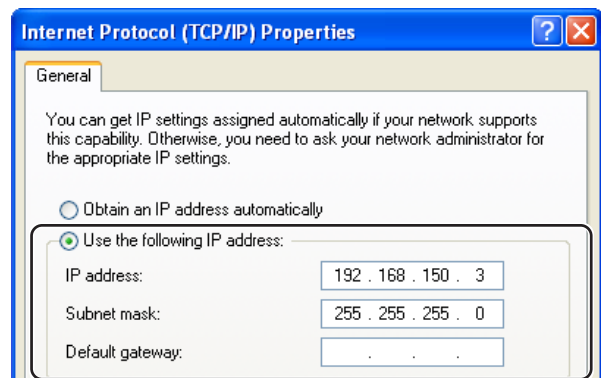 Internet Protocol (TCP/IP) Properties
General
You can get IP settings assigned automatically if your network supports
this capability. Otherwise, you need to ask your network administrator for
the appropriate IP settings.
Obtain an IP address automatically
Use the following IP address:
IP address: 192 . 168 . 150 . 3
Subnet mask: 255 . 255 . 255 . 0
Default gateway: . . .